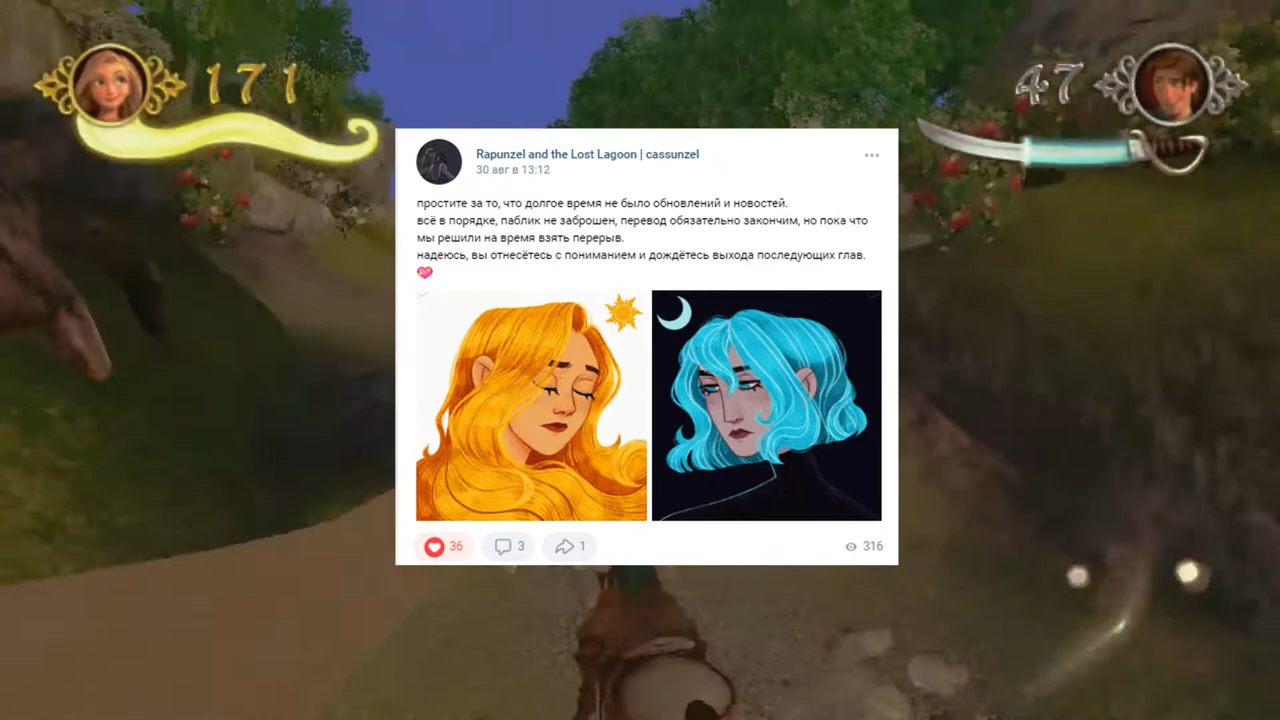 171
47
Rapunzel and the Lost Lagoon | cassunzel
30 авг в 13:12
простите за то, что долгое время не было обновлений и новостей.
всё в порядке, паблик не заброшен, перевод обязательно закончим, но пока что
мы решили на время взять перерыв.
надеюсь, вы отнесётесь с пониманием и дождётесь выхода последующих глав.
💖
36
3
1
316